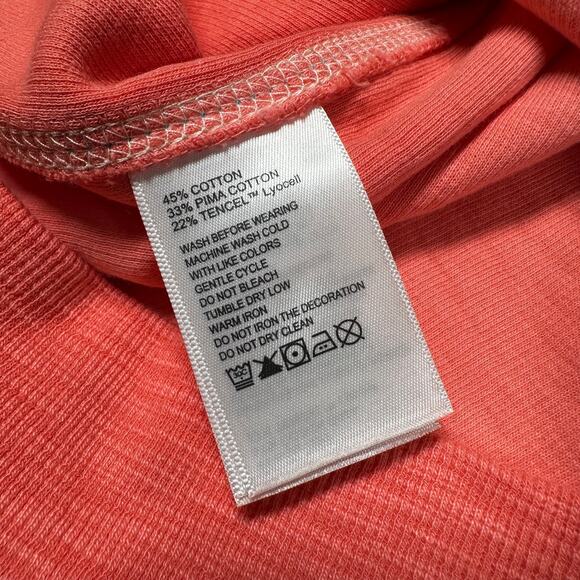 45% COTTON
33% PIMA COTTON
22% TENCEL™ Lyocell
WASH BEFORE WEARING
MACHINE WASH COLD
WITH LIKE COLORS
GENTLE CYCLE
DO NOT BLEACH
TUMBLE DRY LOW
WARM IRON
DO NOT IRON THE DECORATION
DO NOT DRY CLEAN